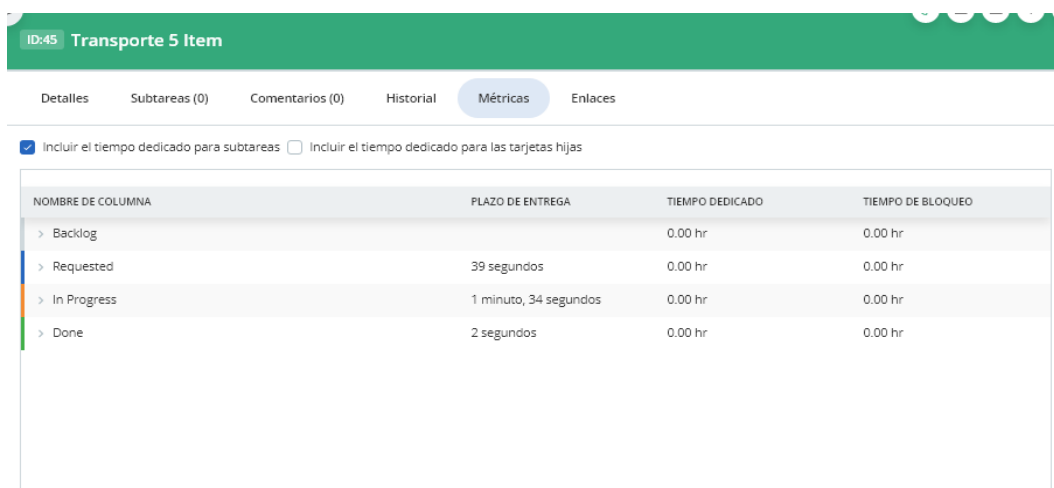 ID:45 Transporte 5 Item
Detalles Subtareas (0) Comentarios (0) Historial Métricas Enlaces
Incluir el tiempo dedicado para subtareas Incluir el tiempo dedicado para las tarjetas hijas
NOMBRE DE COLUMNA PLAZO DE ENTREGA TIEMPO DEDICADO TIEMPO DE BLOQUEO
> Backlog 0.00 hr 0.00 hr
> Requested 39 segundos 0.00 hr 0.00 hr
> In Progress 1 minuto, 34 segundos 0.00 hr 0.00 hr
> Done 2 segundos 0.00 hr 0.00 hr